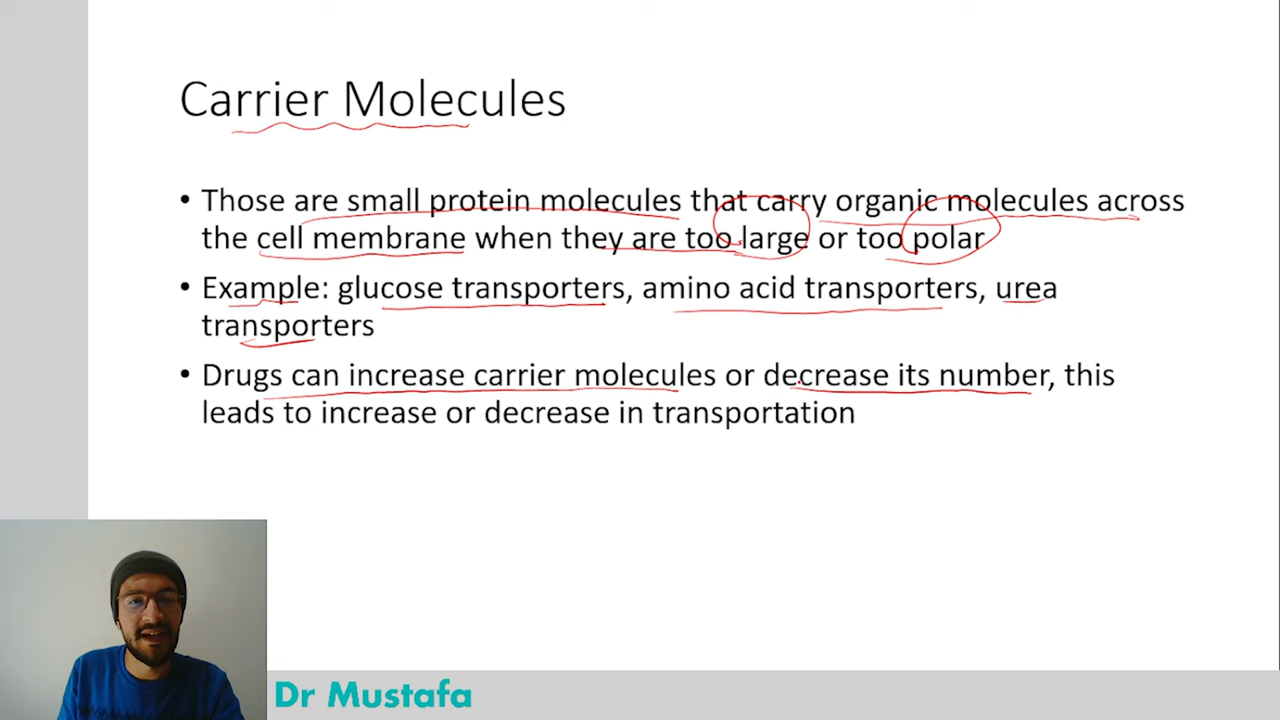 Carrier Molecules
• Those are small protein molecules that carry organic molecules across
the cell membrane when they are too large or too polar
• Example: glucose transporters, amino acid transporters, urea
transporters
• Drugs can increase carrier molecules or decrease its number, this
leads to increase or decrease in transportation
Dr Mustafa